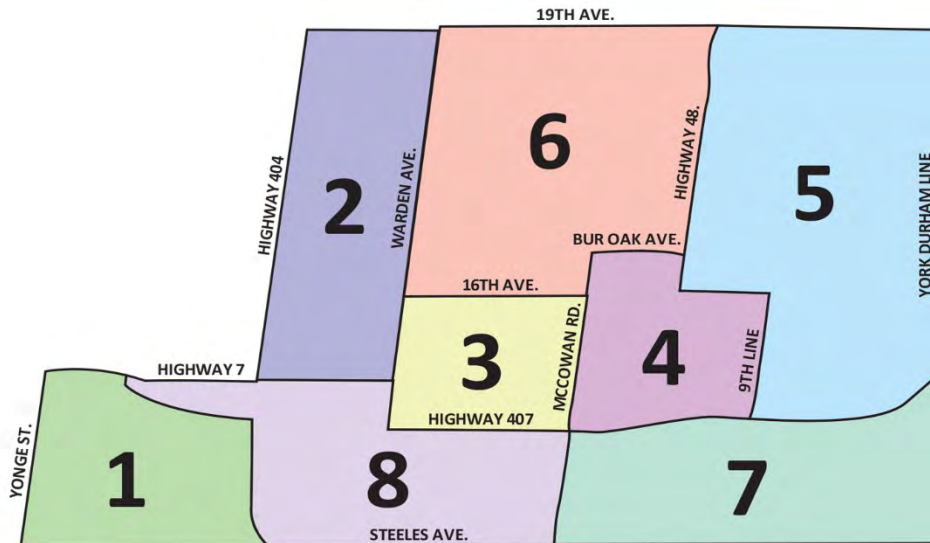 19TH AVE.
6
HIGHWAY 48.
HIGHWAY 404
2
WARDEN AVE.
5
YORK DURHAM LINE
BUR OAK AVE.
16TH AVE.
3
MCCOWAN RD.
4
9TH LINE
HIGHWAY 7
HIGHWAY 407
YONGE ST.
1
8
7
STEELES AVE.